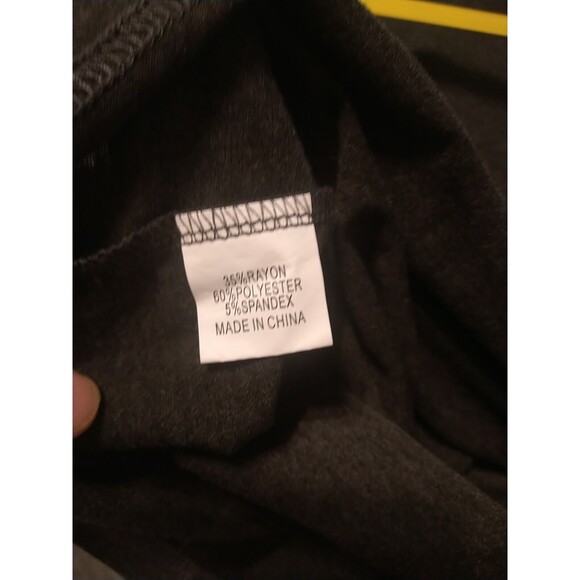 35%RAYON
60%POLYESTER
5%SPANDEX
MADE IN CHINA